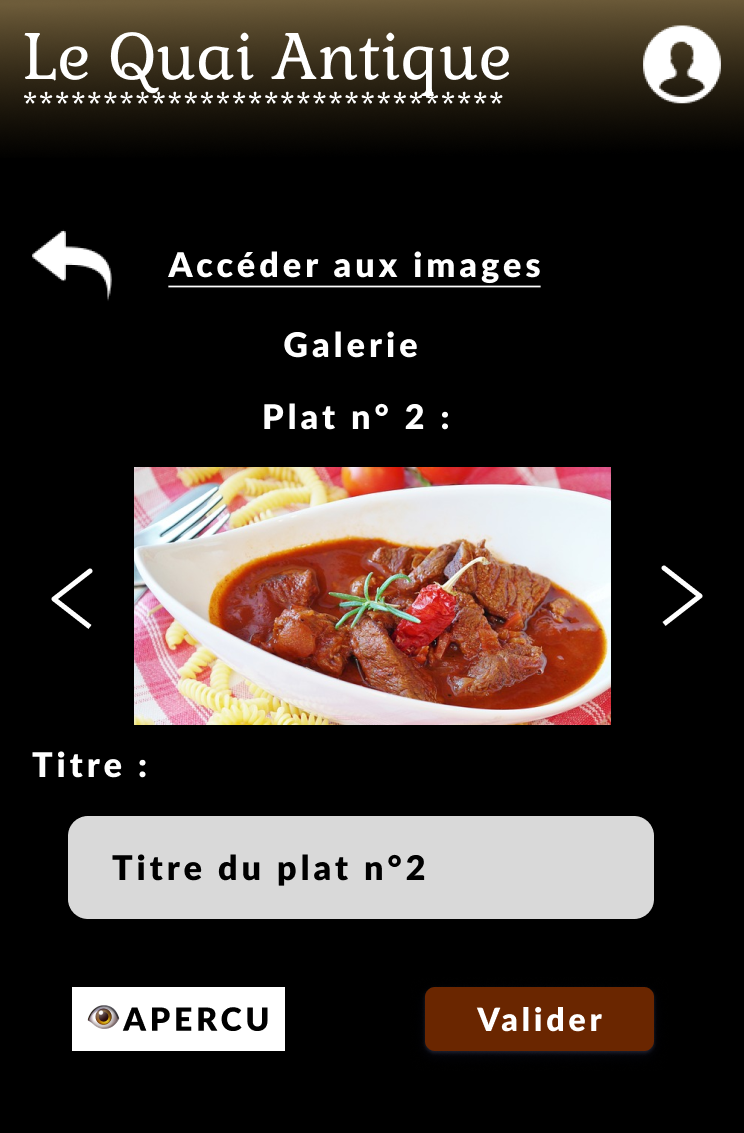 Le Quai Antique
******************************
Accéder aux images
Galerie
Plat n° 2 :
Titre :
Titre du plat n°2
👁APERCU
Valider